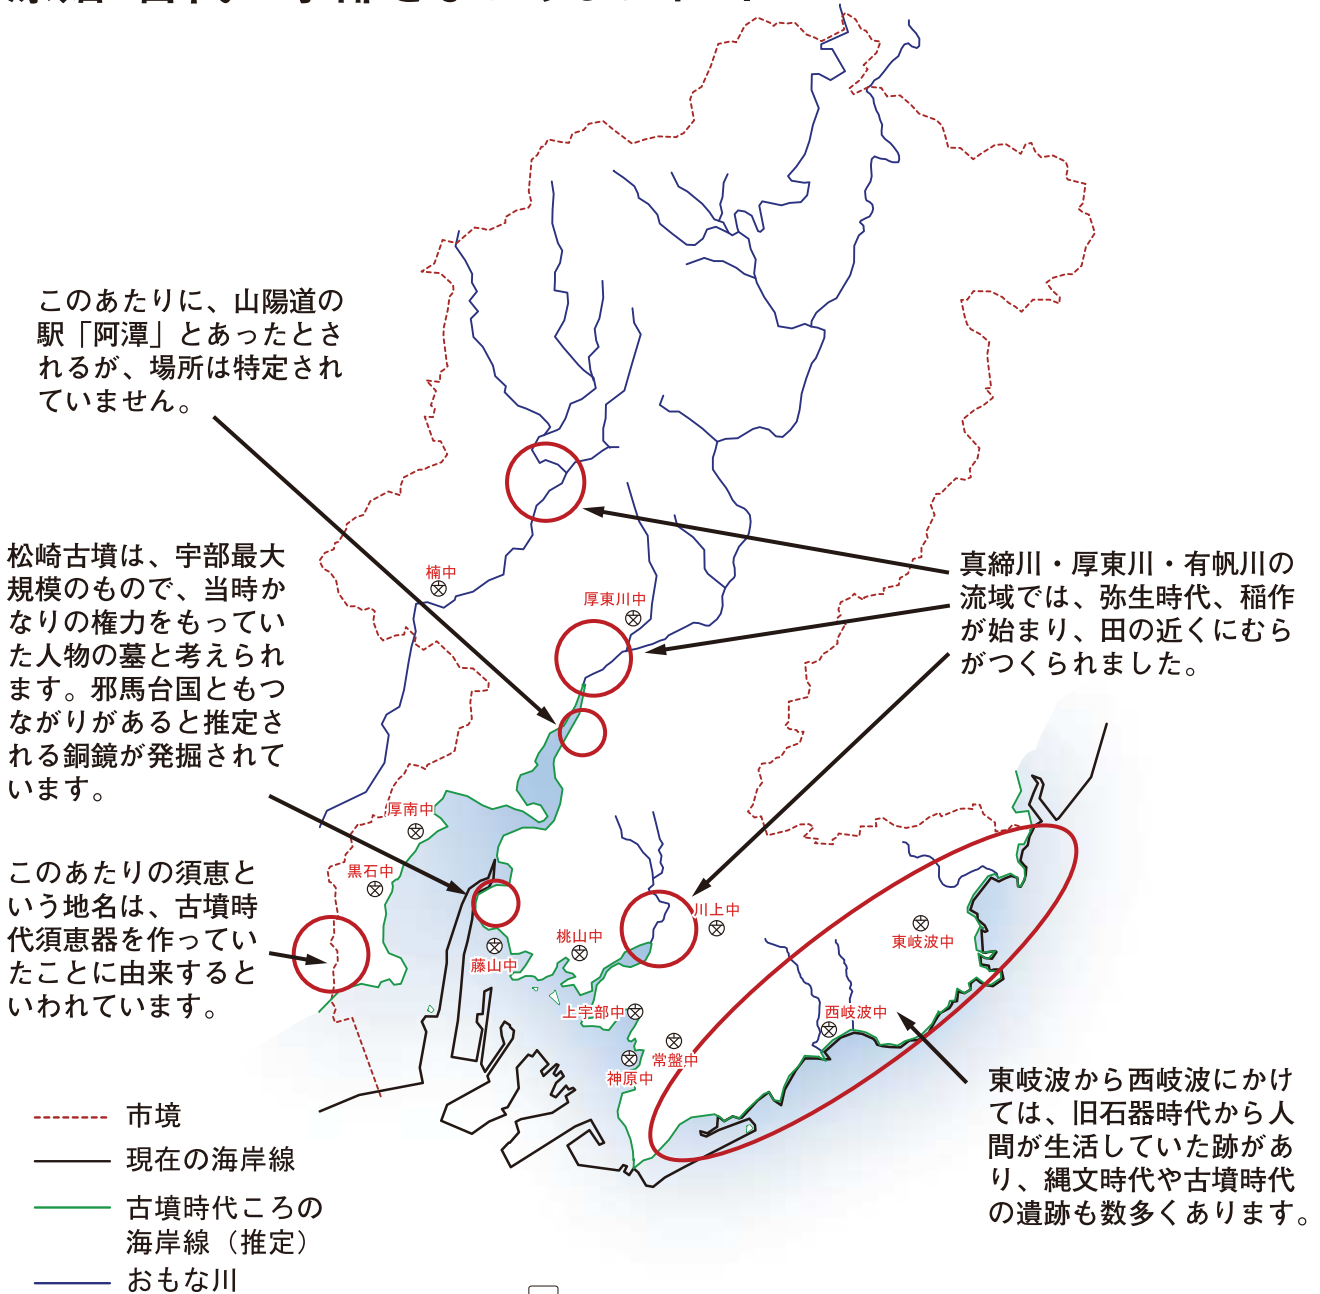 このあたりに、山陽道の
駅「阿潭」とあったとさ
れるが、場所は特定され
ていません。
松崎古墳は、宇部最大
規模のもので、当時か
なりの権力をもってい
た人物の墓と考えられ
ます。邪馬台国ともつ
ながりがあると推定さ
れる銅鏡が発掘されて
います。
このあたりの須恵と
いう地名は、古墳時
代須恵器を作ってい
たことに由来すると
いわれています。
真締川・厚東川・有帆川の
流域では、弥生時代、稲作
が始まり、田の近くにむら
がつくられました。
東岐波から西岐波にかけ
ては、旧石器時代から人
間が生活していた跡があ
り、縄文時代や古墳時代
の遺跡も数多くあります。
楠中
厚東川中
厚南中
黒石中
川上中
桃山中
藤山中
東岐波中
上宇部中
西岐波中
常盤中
神原中
市境
現在の海岸線
古墳時代ころの
海岸線（推定）
おもな川